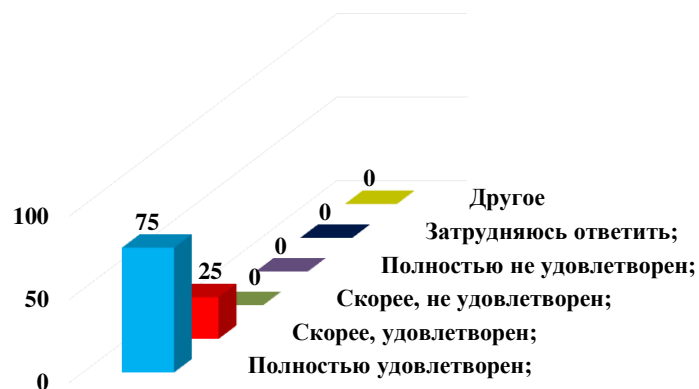 0
Другое
0
Затрудняюсь ответить;
100
75
0
Полностью не удовлетворен;
25
0
Скорее, не удовлетворен;
50
Скорее, удовлетворен;
Полностью удовлетворен;
0